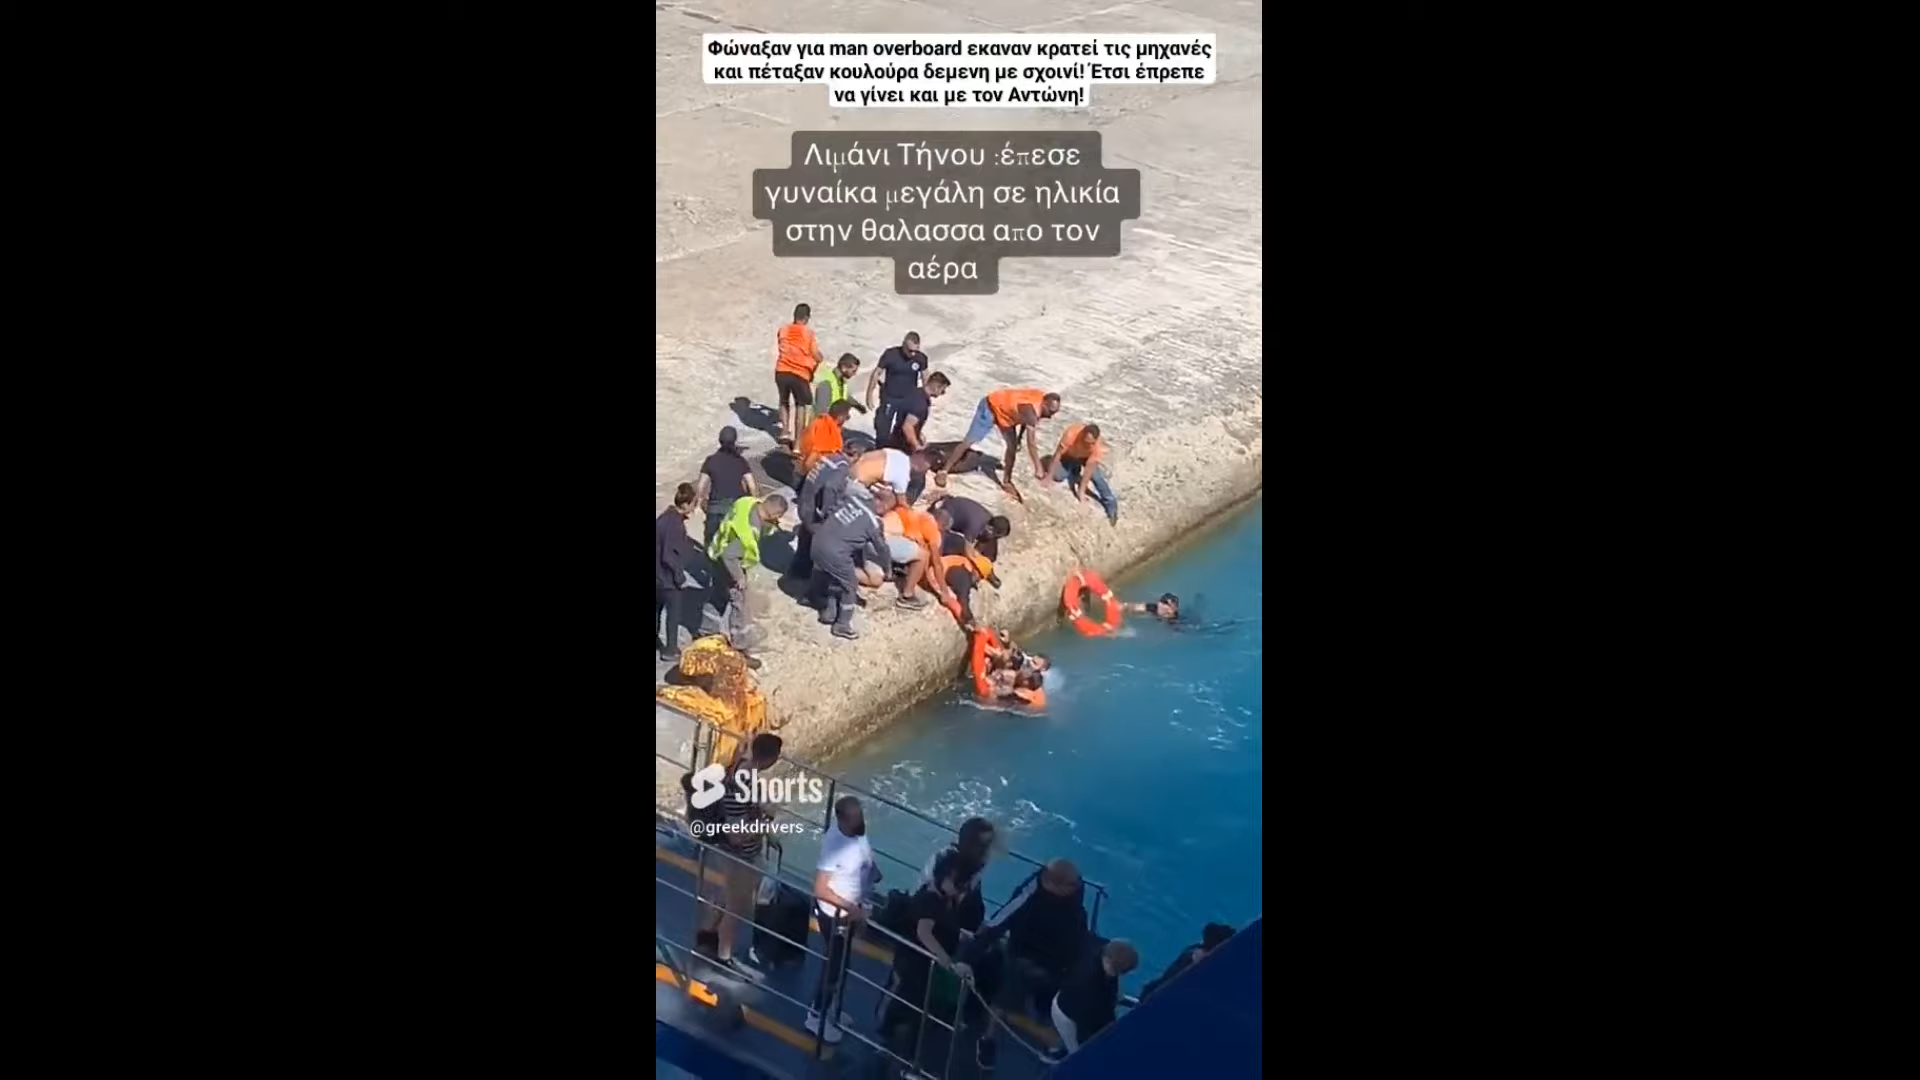 Φώναξαν για man overboard εκαναν κρατεί τις μηχανές
και πέταξαν κουλούρα δεμενη με σχοινί! Έτσι έπρεπε
να γίνει και με τον Αντώνη!
Λιμάνι Τήνου :έπεσε
γυναίκα μεγάλη σε ηλικία
στην θαλασσα απο τον
αέρα
Shorts
@greekdrivers